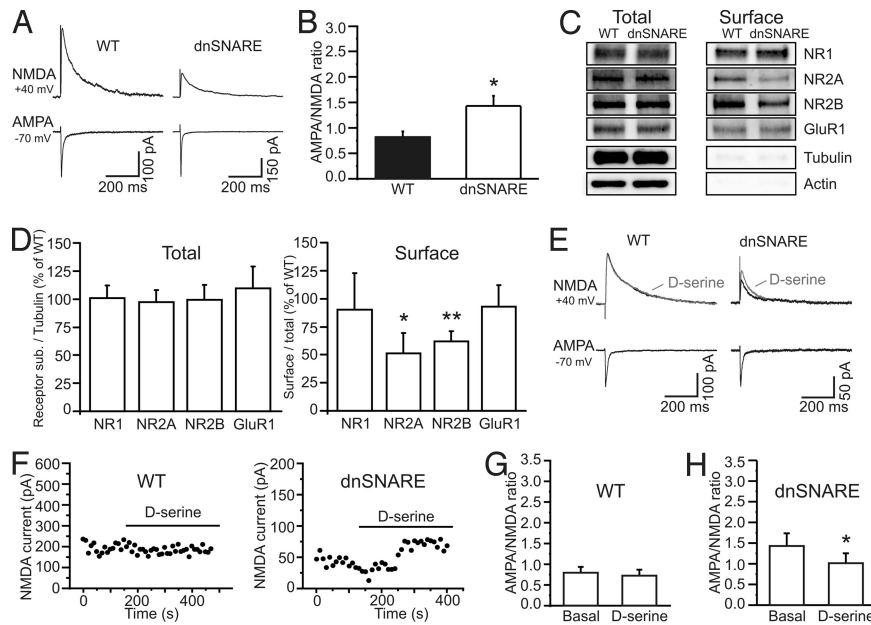 A
WT
dnSNARE
NMDA
+40 mV
AMPA
-70 mV
200 ms
100 pA
200 ms
150 pA
B
AMPA/NMDA ratio
3.0
2.5
2.0
1.5
1.0
0.5
0.0
*
WT
dnSNARE
C
Total
Surface
WT dnSNARE
WT dnSNARE
NR1
NR2A
NR2B
GluR1
Tubulin
Actin
D
Receptor sub. / Tubulin (% of WT)
150
125
100
75
50
25
0
Total
NR1 NR2A NR2B GluR1
Surface / total (% of WT)
150
125
100
75
50
25
0
Surface
*
**
NR1 NR2A NR2B GluR1
E
WT
dnSNARE
NMDA
+40 mV
D-serine
D-serine
AMPA
-70 mV
200 ms
100 pA
200 ms
50 pA
F
NMDA current (pA)
600
500
400
300
200
100
0
WT
D-serine
0 200 400
Time (s)
NMDA current (pA)
200
150
100
50
0
dnSNARE
D-serine
0 200 400
Time (s)
G
AMPA/NMDA ratio
3.5
3.0
2.5
2.0
1.5
1.0
0.5
0.0
WT
Basal D-serine
H
AMPA/NMDA ratio
3.5
3.0
2.5
2.0
1.5
1.0
0.5
0.0
dnSNARE
*
Basal D-serine